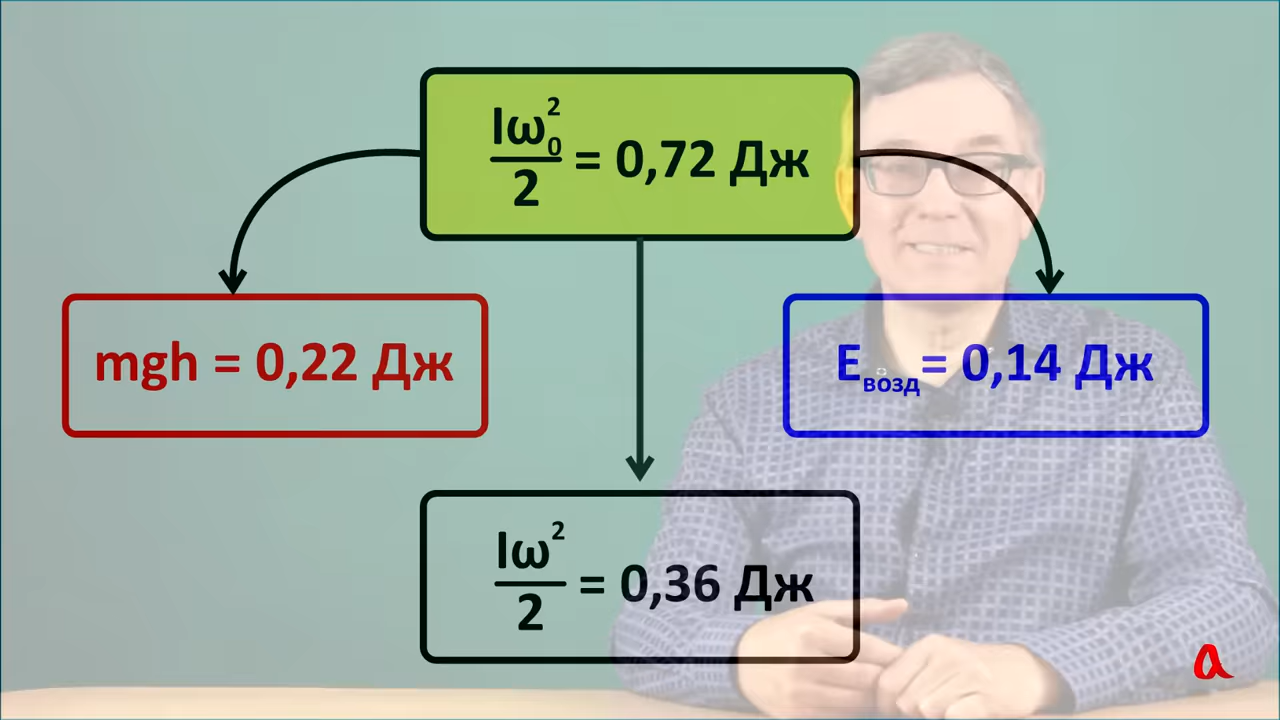 Iω₀²/2 = 0,72 Дж
mgh = 0,22 Дж
Eвозд = 0,14 Дж
Iω²/2 = 0,36 Дж
a